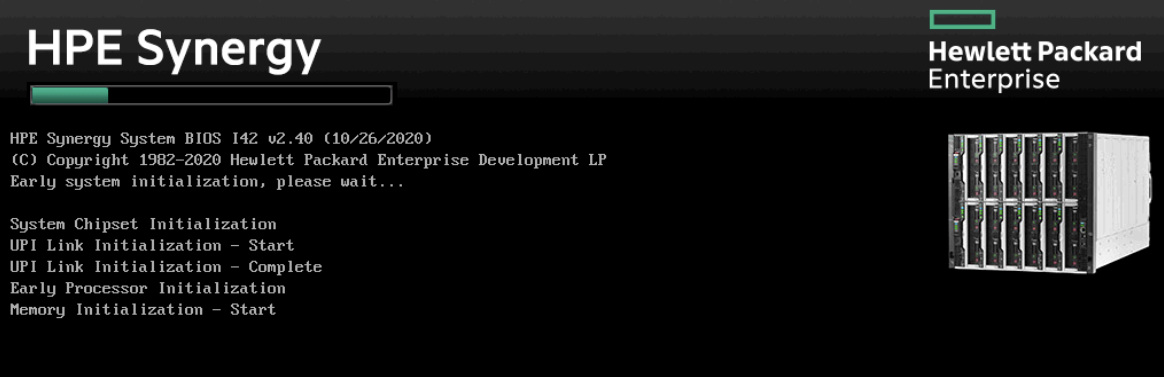 HPE Synergy
Hewlett Packard
Enterprise
HPE Synergy System BIOS I42 v2.40 (10/26/2020)
(C) Copyright 1982-2020 Hewlett Packard Enterprise Development LP
Early system initialization, please wait...
System Chipset Initialization
UPI Link Initialization - Start
UPI Link Initialization - Complete
Early Processor Initialization
Memory Initialization - Start